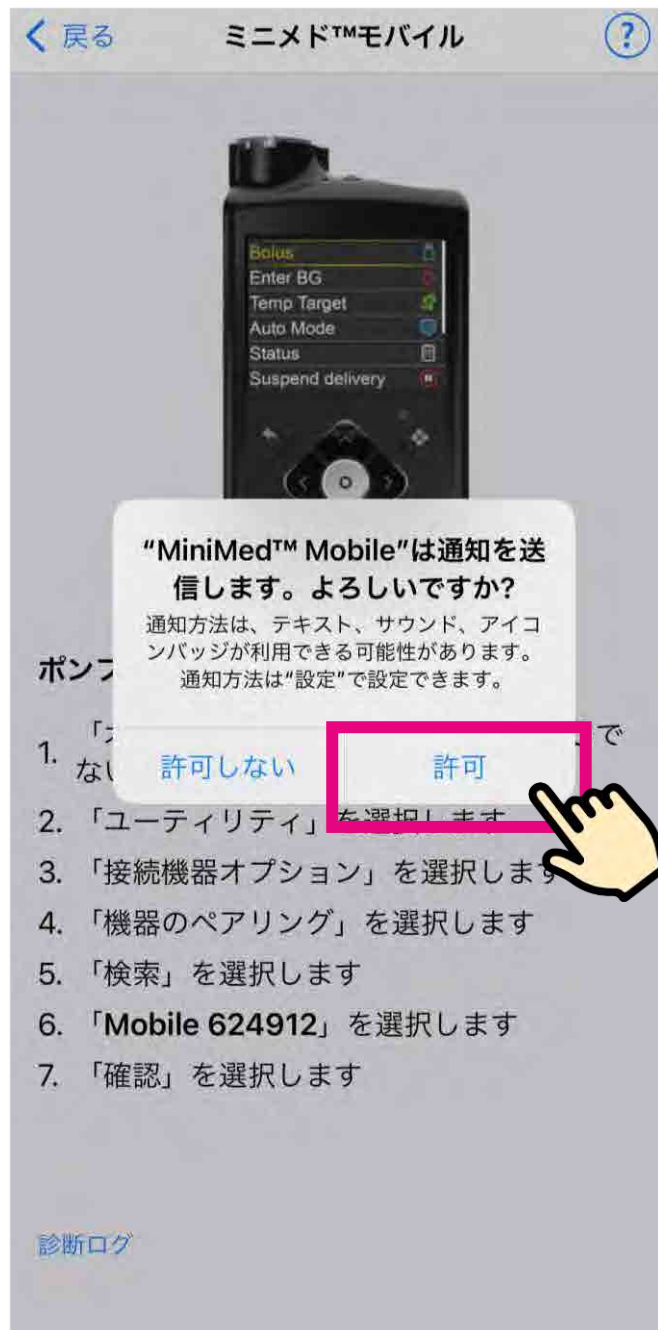 戻る
ミニメド™モバイル
?
Bolus
Enter BG
Temp Target
Auto Mode
Status
Suspend delivery
“MiniMed™ Mobile”は通知を送
信します。よろしいですか?
通知方法は、テキスト、サウンド、アイコ
ンバッジが利用できる可能性があります。
通知方法は“設定”で設定できます。
許可しない
許可
ポンプ
1.
で
ない
2. 「ユーティリティ」を選択します
3. 「接続機器オプション」を選択します
4. 「機器のペアリング」を選択します
5. 「検索」を選択します
6. 「Mobile 624912」を選択します
7. 「確認」を選択します
診断ログ